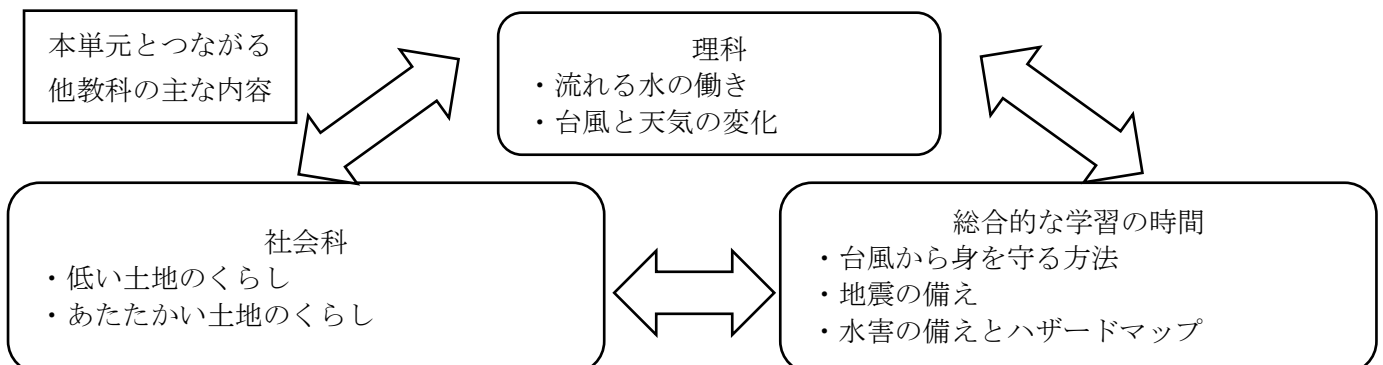 本単元とつながる
他教科の主な内容
理科
・流れる水の働き
・台風と天気の変化
社会科
・低い土地のくらし
・あたたかい土地のくらし
総合的な学習の時間
・台風から身を守る方法
・地震の備え
・水害の備えとハザードマップ